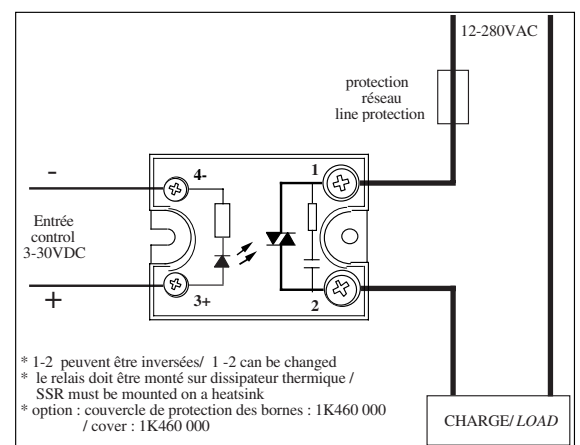 12-280VAC
protection
réseau
line protection
-
4-
1
Entrée
control
3-30VDC
+
3+
2
* 1-2 peuvent être inversées/ 1 -2 can be changed
* le relais doit être monté sur dissipateur thermique /
SSR must be mounted on a heatsink
* option : couvercle de protection des bornes : 1K460 000
/ cover : 1K460 000
CHARGE/ LOAD